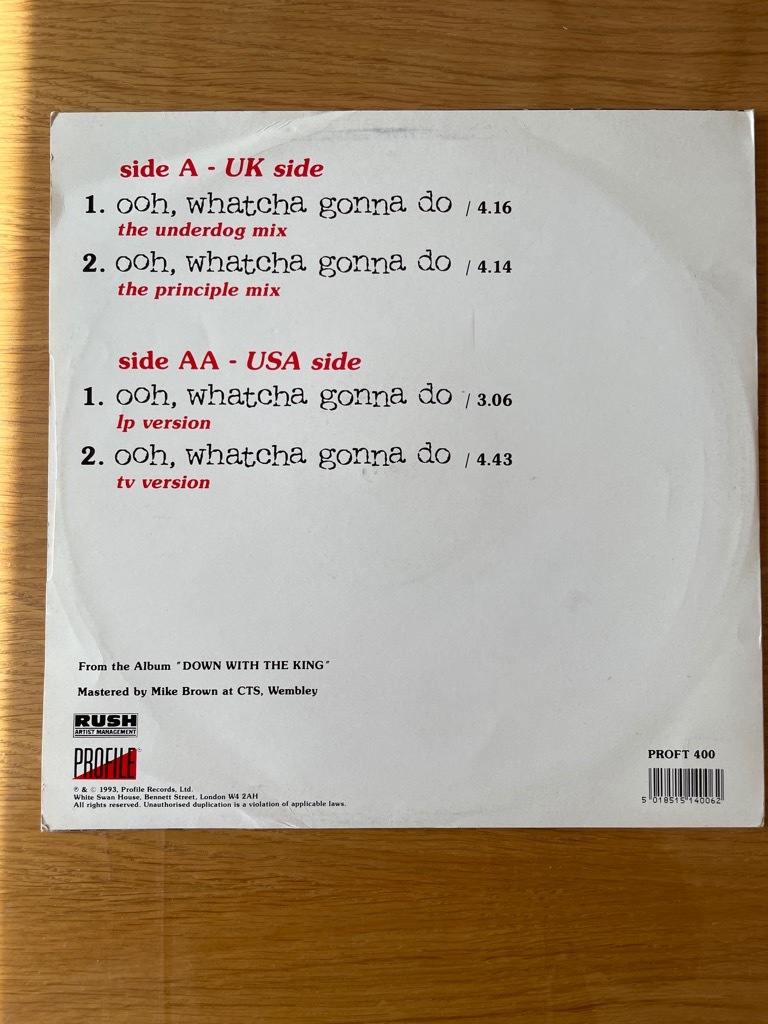 side A - UK side
1. ooh, whatcha gonna do / 4.16
the underdog mix
2. ooh, whatcha gonna do / 4.14
the principle mix
side AA - USA side
1. ooh, whatcha gonna do / 3.06
lp version
2. ooh, whatcha gonna do / 4.43
tv version
From the Album "DOWN WITH THE KING"
Mastered by Mike Brown at CTS, Wembley
RUSH
ARTIST MANAGEMENT
PROFILE®
℗ & © 1993, Profile Records, Ltd.
White Swan House, Bennett Street, London W4 2AH
All rights reserved. Unauthorised duplication is a violation of applicable laws.
PROFT 400
5 018515 140062